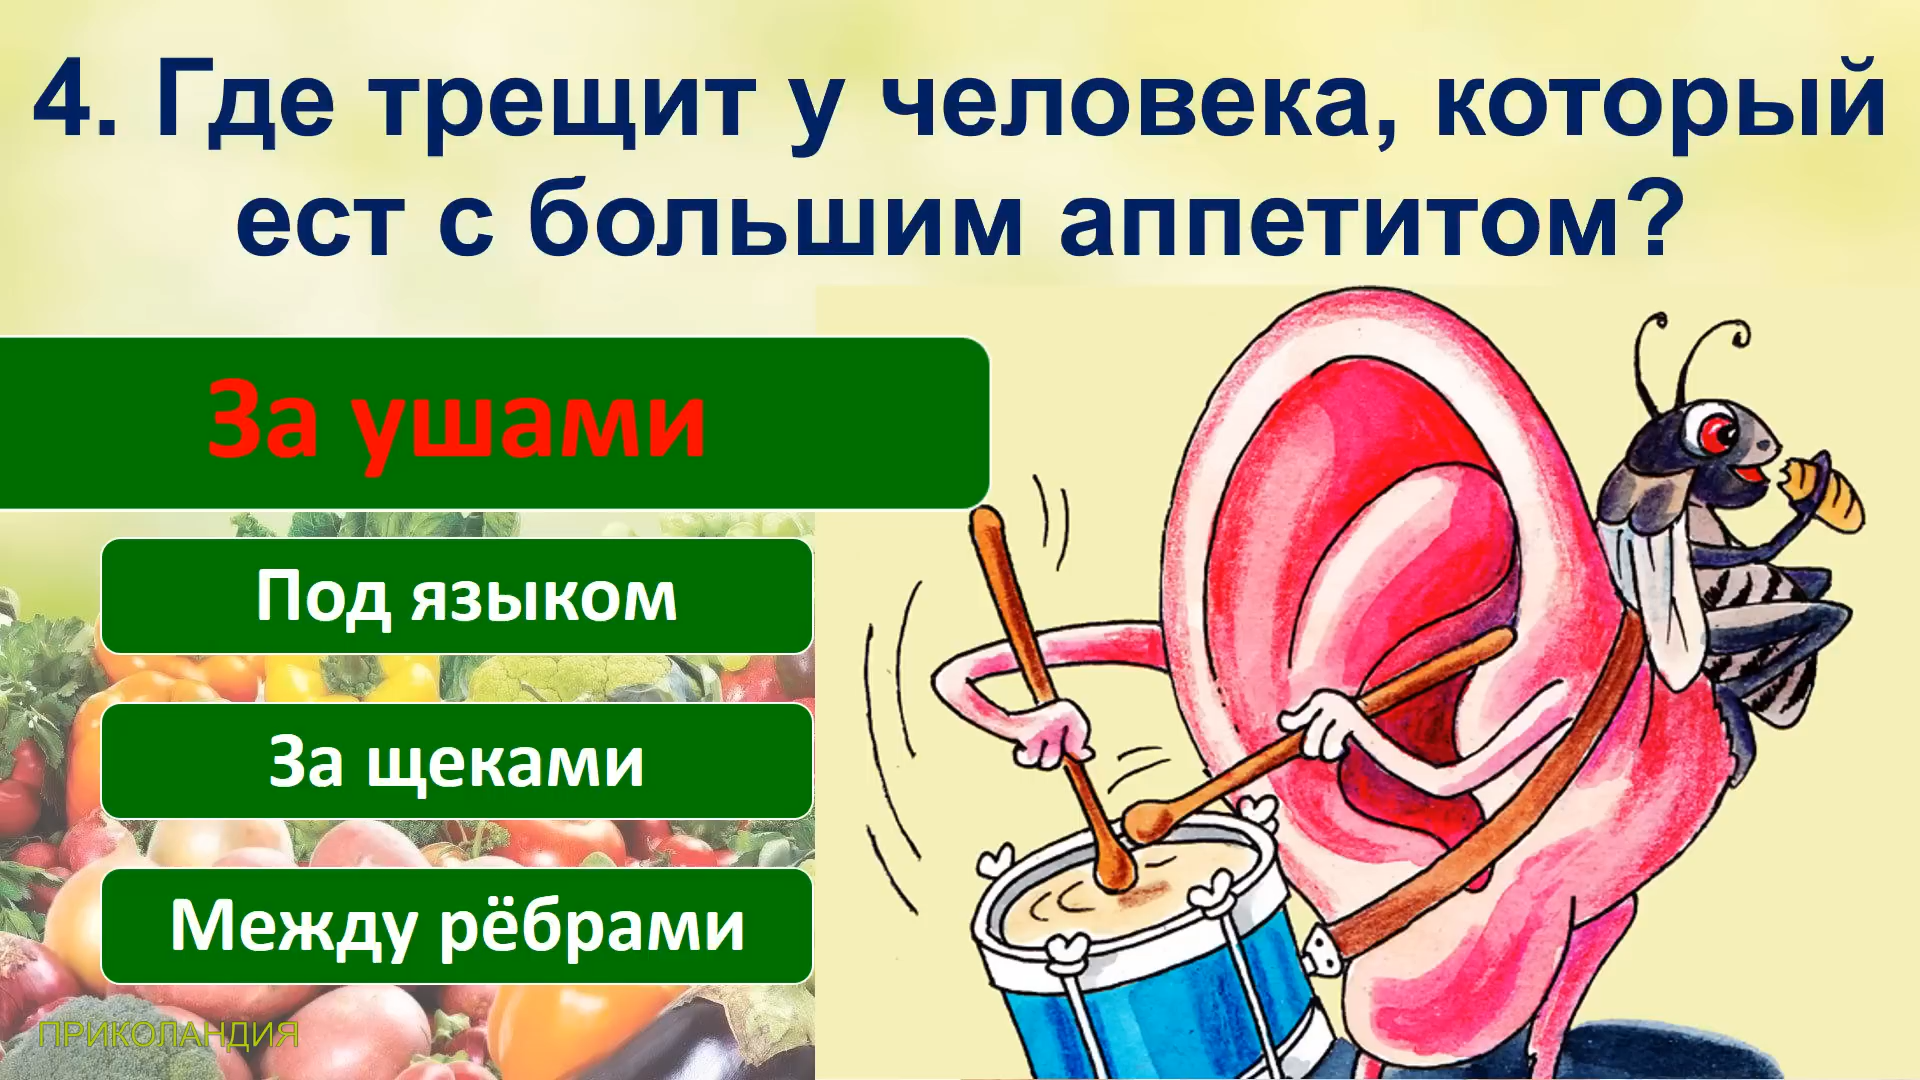 4. Где трещит у человека, который
ест с большим аппетитом?
За ушами
Под языком
За щеками
Между рёбрами
ПРИКОЛАНДИЯ